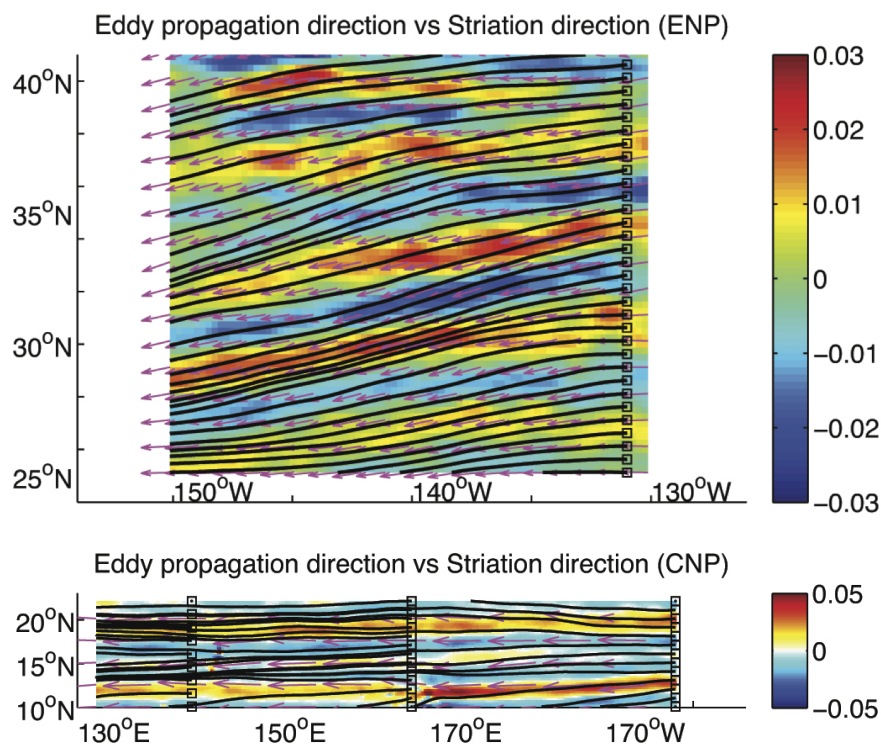 Eddy propagation direction vs Striation direction (ENP)
40°N
35°N
30°N
25°N
150°W
140°W
130°W
0.03
0.02
0.01
0
−0.01
−0.02
−0.03
Eddy propagation direction vs Striation direction (CNP)
20°N
15°N
10°N
130°E
150°E
170°E
170°W
0.05
0
−0.05